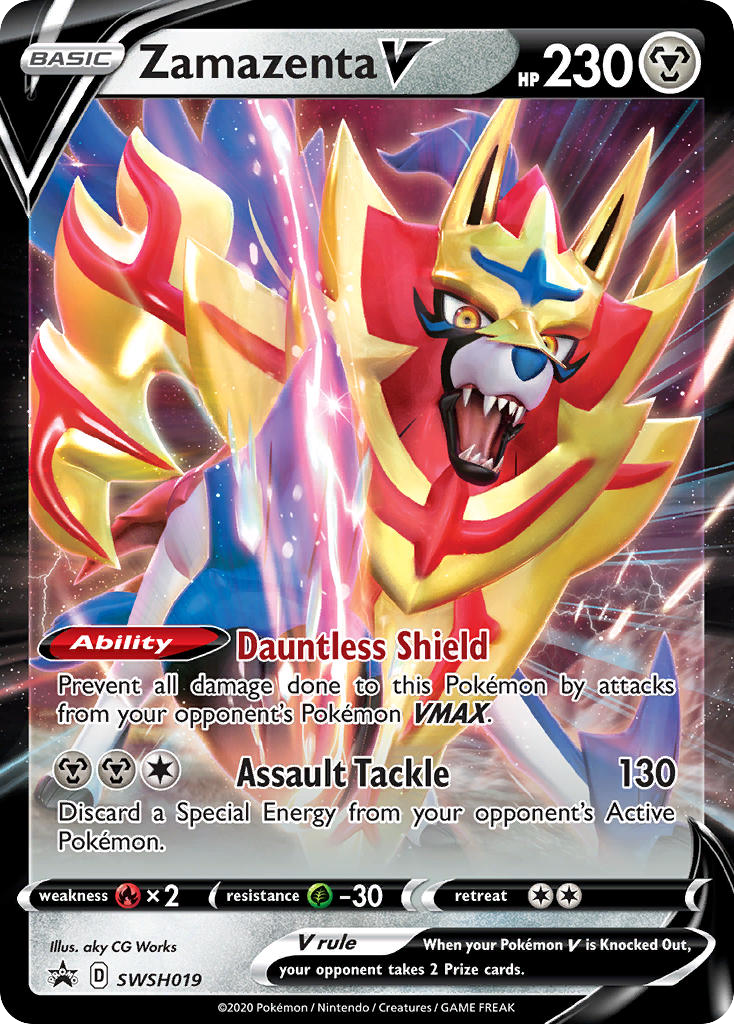 BASIC Zamazenta V HP 230
Ability Dauntless Shield
Prevent all damage done to this Pokémon by attacks
from your opponent's Pokémon VMAX.
Assault Tackle 130
Discard a Special Energy from your opponent's Active
Pokémon.
weakness ×2 resistance -30 retreat
Illus. aky CG Works
V rule When your Pokémon V is Knocked Out,
your opponent takes 2 Prize cards.
PROMO D SWSH019
©2020 Pokémon / Nintendo / Creatures / GAME FREAK